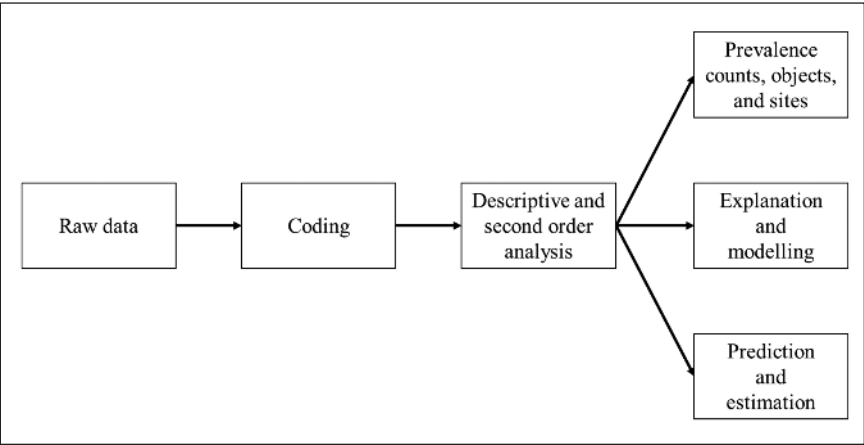 Raw data
Coding
Descriptive and
second order
analysis
Prevalence
counts, objects,
and sites
Explanation
and
modelling
Prediction
and
estimation